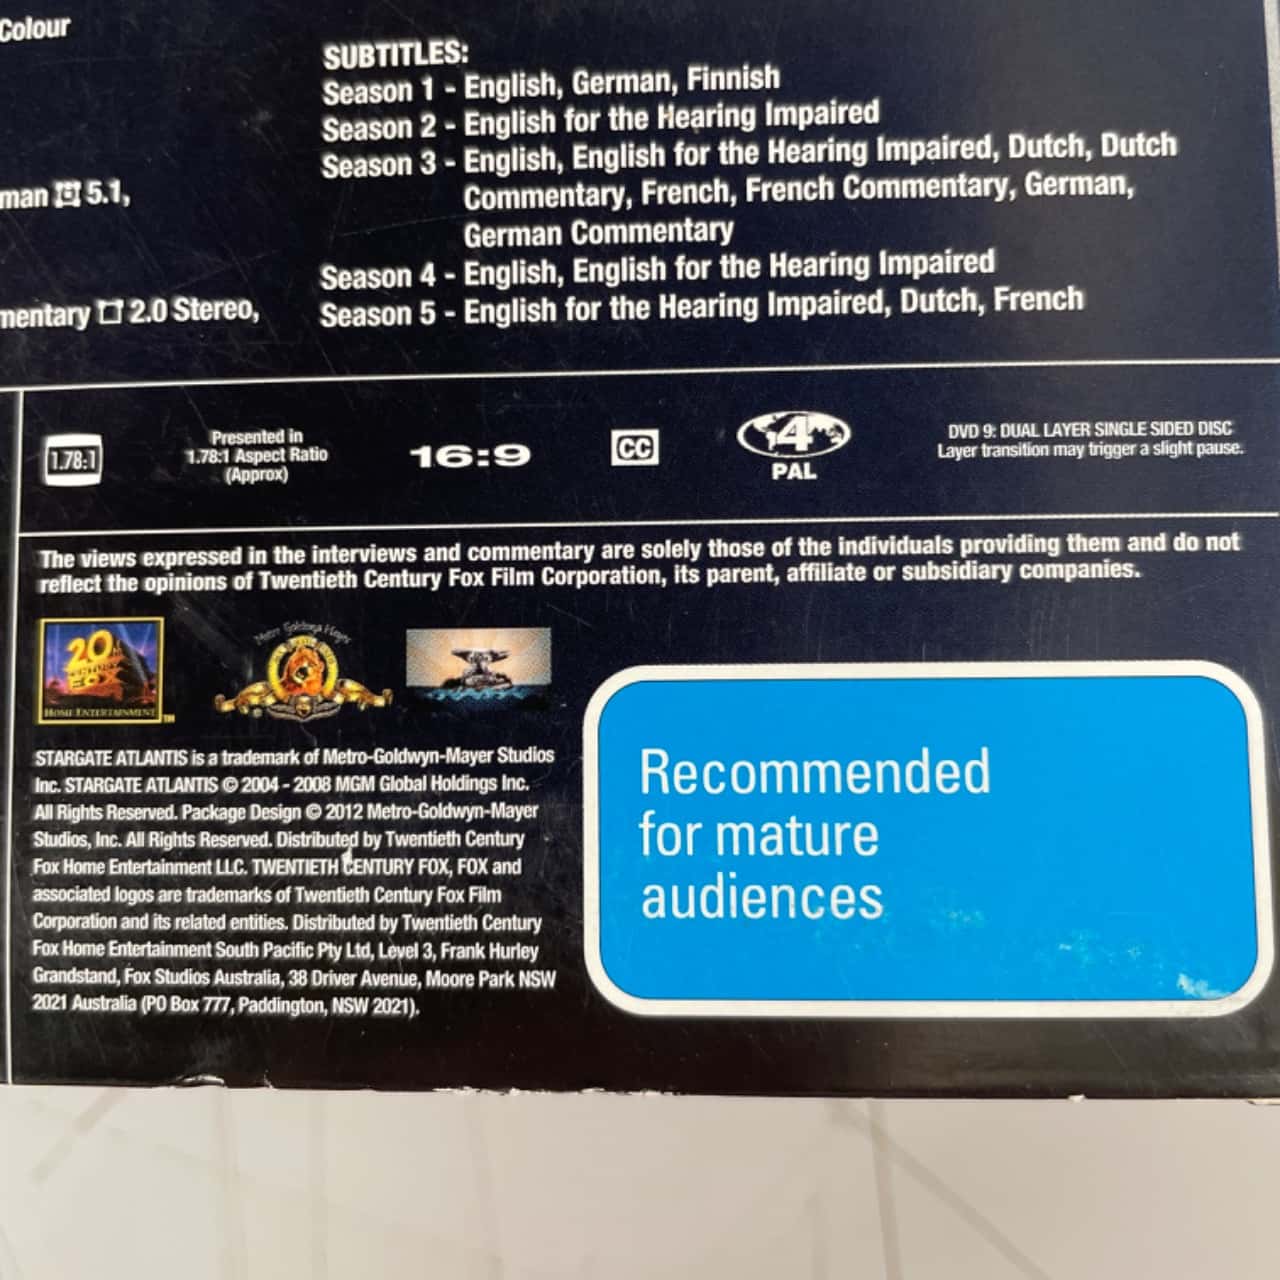 Colour
man 5.1,
mentary 2.0 Stereo,
SUBTITLES:
Season 1 - English, German, Finnish
Season 2 - English for the Hearing Impaired
Season 3 - English, English for the Hearing Impaired, Dutch, Dutch
Commentary, French, French Commentary, German,
German Commentary
Season 4 - English, English for the Hearing Impaired
Season 5 - English for the Hearing Impaired, Dutch, French
1.78:1
Presented in
1.78:1 Aspect Ratio
(Approx)
16:9
CC
4
PAL
DVD 9: DUAL LAYER SINGLE SIDED DISC
Layer transition may trigger a slight pause.
The views expressed in the interviews and commentary are solely those of the individuals providing them and do not
reflect the opinions of Twentieth Century Fox Film Corporation, its parent, affiliate or subsidiary companies.
20TH
CENTURY
FOX
HOME ENTERTAINMENT TM
Metro Goldwyn Mayer
STARGATE ATLANTIS is a trademark of Metro-Goldwyn-Mayer Studios
Inc. STARGATE ATLANTIS © 2004 - 2008 MGM Global Holdings Inc.
All Rights Reserved. Package Design © 2012 Metro-Goldwyn-Mayer
Studios, Inc. All Rights Reserved. Distributed by Twentieth Century
Fox Home Entertainment LLC. TWENTIETH CENTURY FOX, FOX and
associated logos are trademarks of Twentieth Century Fox Film
Corporation and its related entities. Distributed by Twentieth Century
Fox Home Entertainment South Pacific Pty Ltd, Level 3, Frank Hurley
Grandstand, Fox Studios Australia, 38 Driver Avenue, Moore Park NSW
2021 Australia (PO Box 777, Paddington, NSW 2021).
Recommended
for mature
audiences